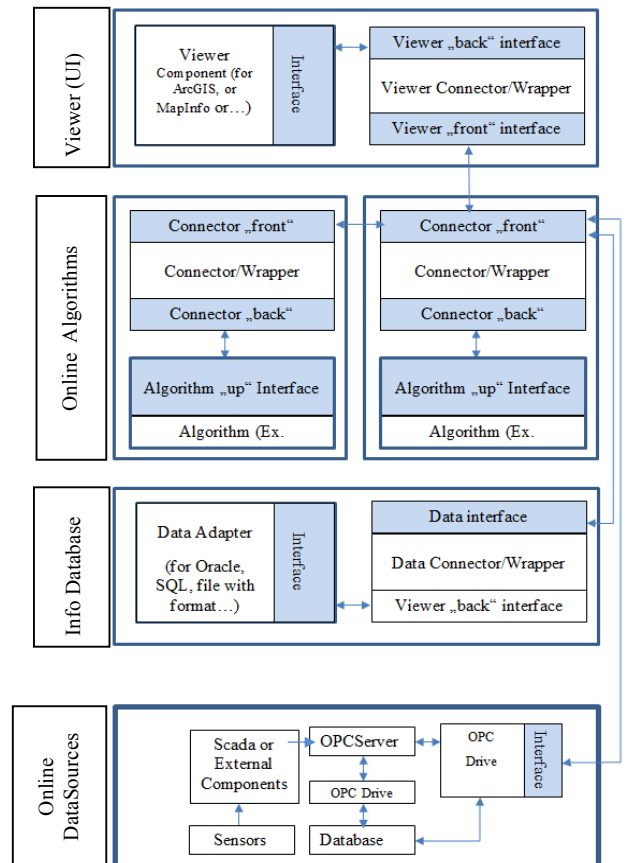 Viewer (UI)
Viewer
Component (for
ArcGIS, or
MapInfo or…)
Interface
Viewer „back“ interface
Viewer Connector/Wrapper
Viewer „front“ interface
Online Algorithms
Connector „front“
Connector/Wrapper
Connector „back“
Algorithm „up“ Interface
Algorithm (Ex.
Connector „front“
Connector/Wrapper
Connector „back“
Algorithm „up“ Interface
Algorithm (Ex.
Info Database
Data Adapter
(for Oracle,
SQL, file with
format…)
Interface
Data interface
Data Connector/Wrapper
Viewer „back“ interface
Online
DataSources
Scada or
External
Components
Sensors
OPCServer
OPC Drive
Database
OPC
Drive
Interface